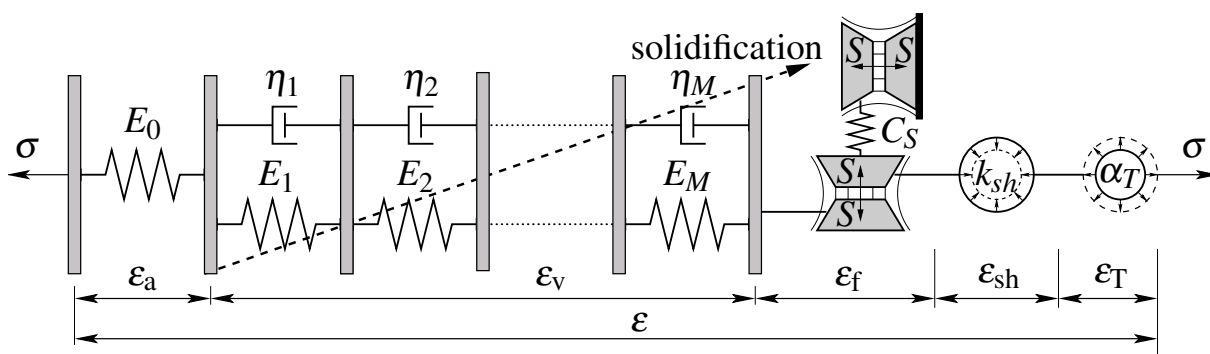 solidification
S S
η1 η2 ηM
E0 CS
σ σ
E1 E2 EM S ksh αT
S
εa εv εf εsh εT
ε